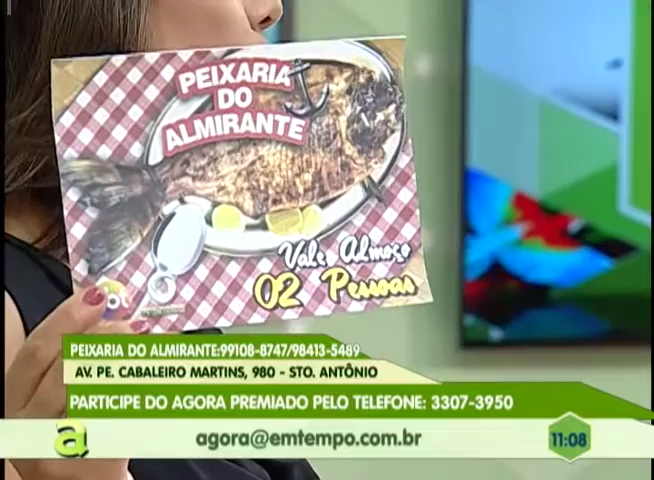 PEIXARIA
DO
ALMIRANTE
Vale Almoço
02 Pessoas
PEIXARIA DO ALMIRANTE:99108-8747/98413-5489
AV. PE. CABALEIRO MARTINS, 980 - STO. ANTÔNIO
PARTICIPE DO AGORA PREMIADO PELO TELEFONE: 3307-3950
a agora@emtempo.com.br 11:08